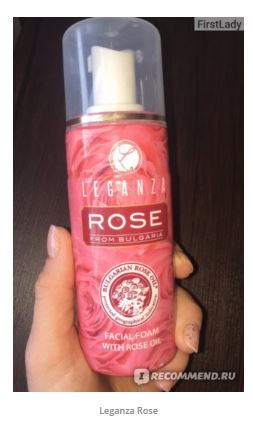 FirstLady
LEGANZA
ROSE
FROM BULGARIA
BULGARIAN ROSE OIL
FACIAL FOAM
WITH ROSE OIL
RECOMMEND.RU
Leganza Rose